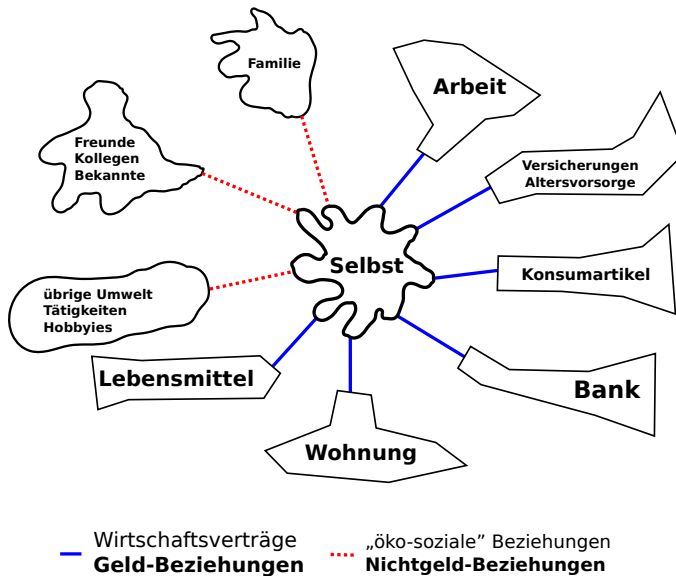 Familie
Arbeit
Freunde
Kollegen
Bekannte
Versicherungen
Altersvorsorge
Selbst
Konsumartikel
übrige Umwelt
Tätigkeiten
Hobbyies
Lebensmittel
Bank
Wohnung
Wirtschaftsverträge
Geld-Beziehungen
„öko-soziale” Beziehungen
Nichtgeld-Beziehungen